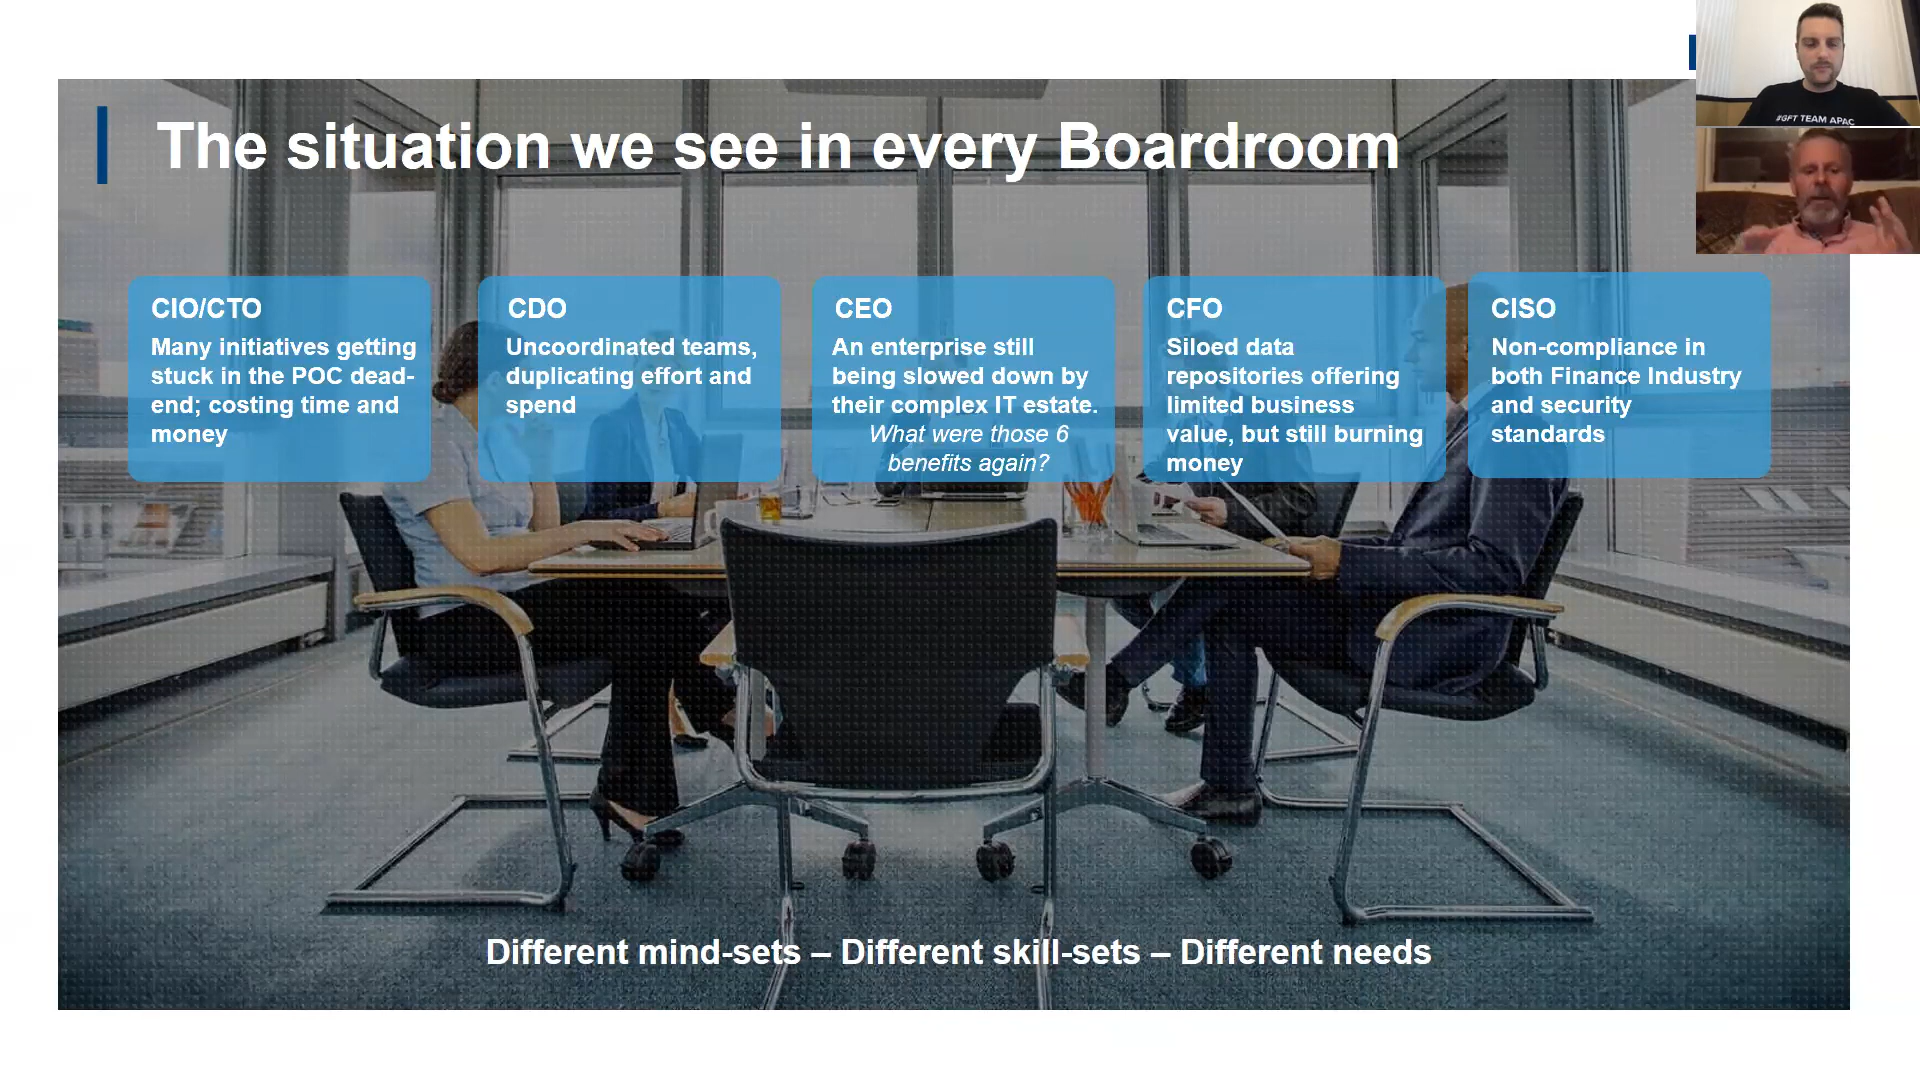 The situation we see in every Boardroom
#GFT TEAM APAC
CIO/CTO
Many initiatives getting
stuck in the POC dead-
end; costing time and
money
CDO
Uncoordinated teams,
duplicating effort and
spend
CEO
An enterprise still
being slowed down by
their complex IT estate.
What were those 6
benefits again?
CFO
Siloed data
repositories offering
limited business
value, but still burning
money
CISO
Non-compliance in
both Finance Industry
and security
standards
Different mind-sets – Different skill-sets – Different needs